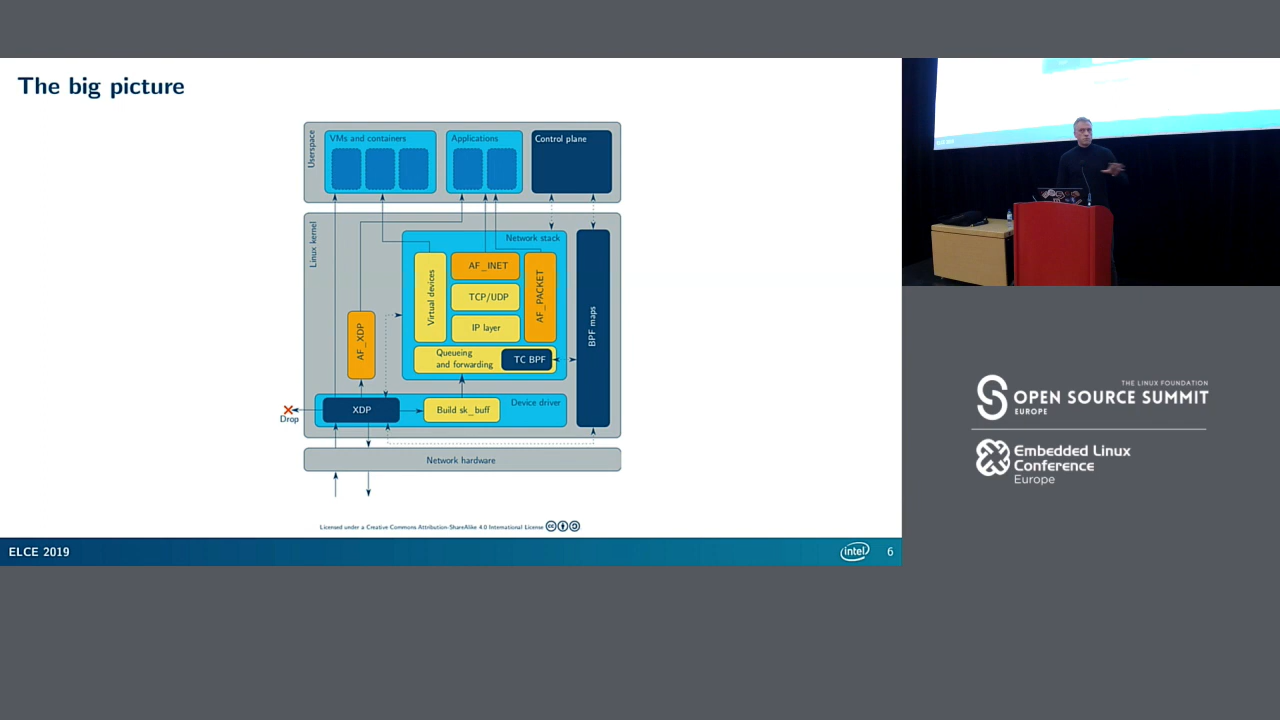 The big picture
Userspace
VMs and containers
Applications
Control plane
Linux kernel
Network stack
Virtual devices
AF_INET
TCP/UDP
IP layer
AF_PACKET
Queueing
and forwarding
TC BPF
BPF maps
AF_XDP
Drop
XDP
Build sk_buff
Device driver
Network hardware
Licensed under a Creative Commons Attribution-ShareAlike 4.0 International License
ELCE 2019
intel
6
THE LINUX FOUNDATION
OPEN SOURCE SUMMIT
EUROPE
Embedded Linux
Conference
Europe